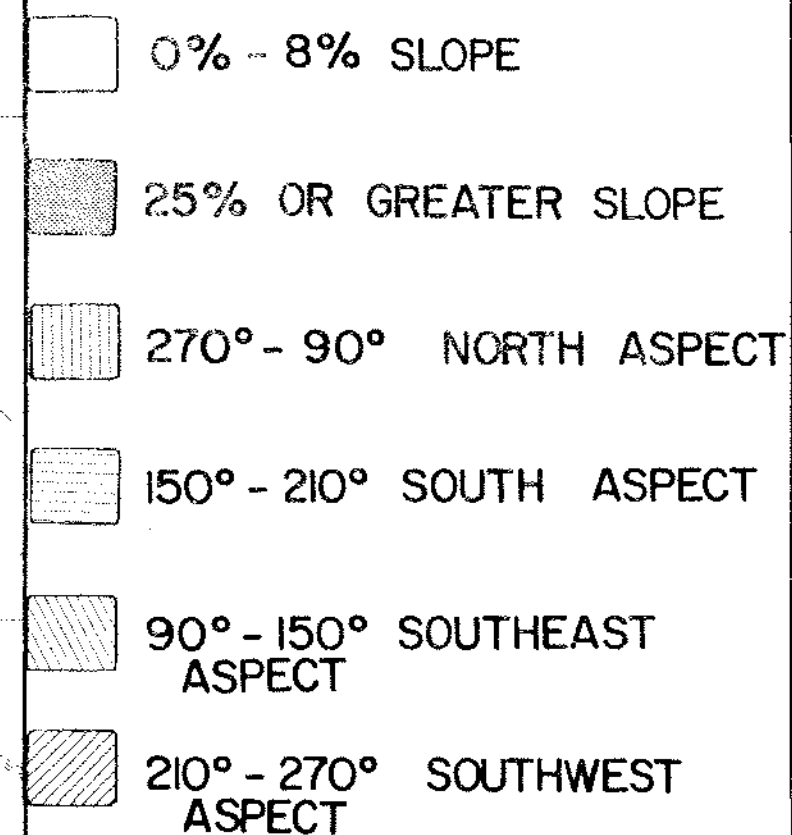 0% - 8% SLOPE
25% OR GREATER SLOPE
270° - 90° NORTH ASPECT
150° - 210° SOUTH ASPECT
90° - 150° SOUTHEAST
ASPECT
210° - 270° SOUTHWEST
ASPECT